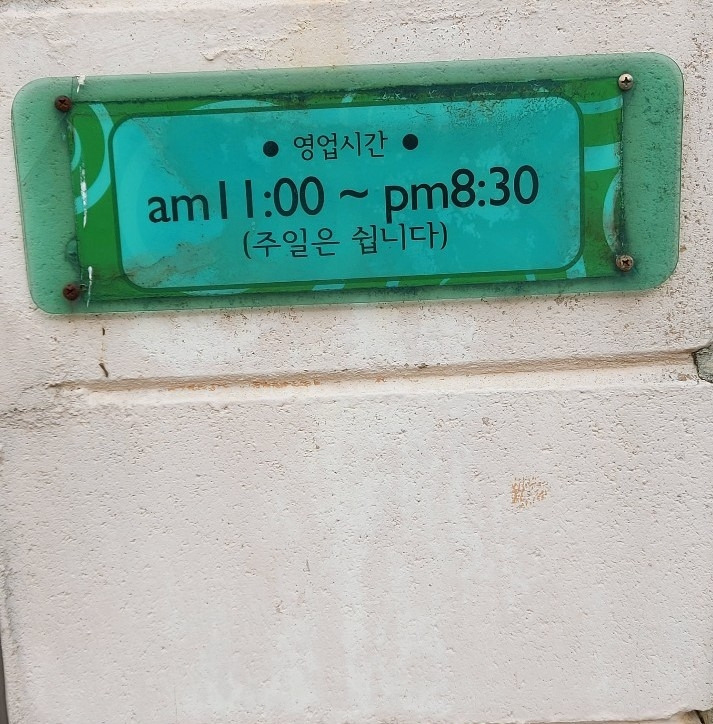 ● 영업시간 ●
am11:00 ~ pm8:30
(주일은 쉽니다)